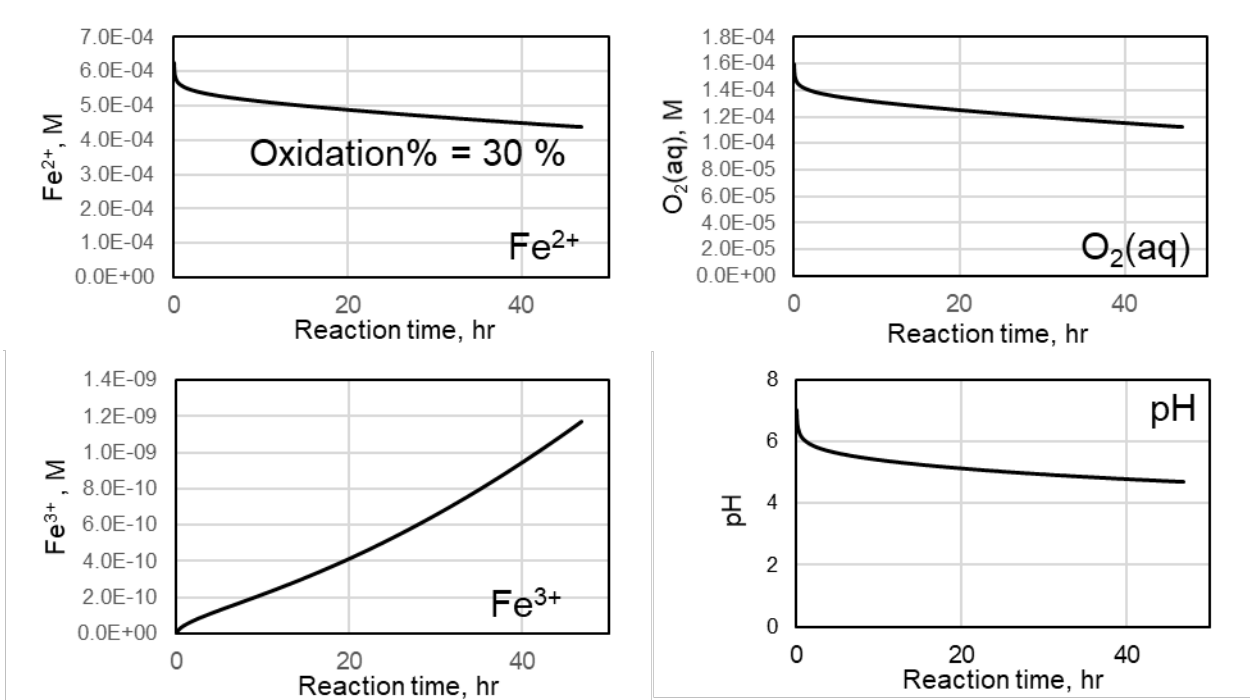 7.0E-04
6.0E-04
5.0E-04
4.0E-04
3.0E-04
2.0E-04
1.0E-04
0.0E+00
Fe²⁺, M
Oxidation% = 30 %
Fe²⁺
0 20 40
Reaction time, hr
1.8E-04
1.6E-04
1.4E-04
1.2E-04
1.0E-04
8.0E-05
6.0E-05
4.0E-05
2.0E-05
0.0E+00
O₂(aq), M
O₂(aq)
0 20 40
Reaction time, hr
1.4E-09
1.2E-09
1.0E-09
8.0E-10
6.0E-10
4.0E-10
2.0E-10
0.0E+00
Fe³⁺ , M
Fe³⁺
0 20 40
Reaction time, hr
8
6
4
2
0
pH
pH
0 20 40
Reaction time, hr